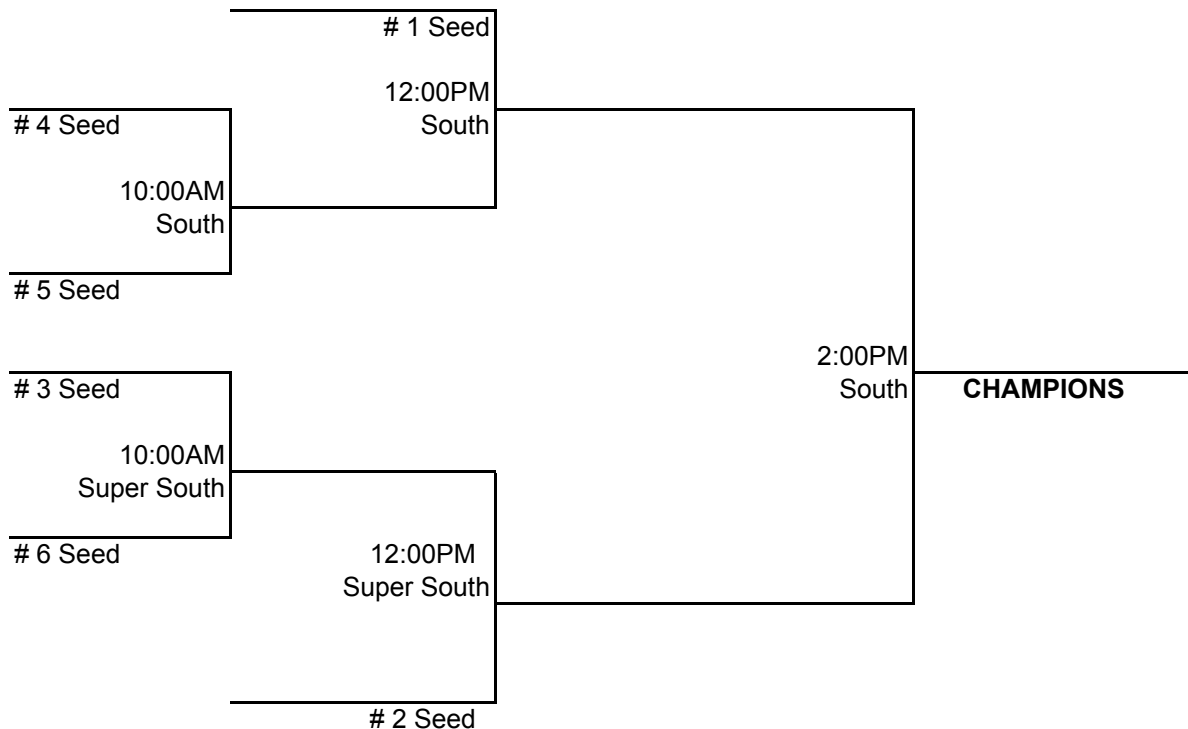 # 1 Seed
12:00PM
South
# 4 Seed
10:00AM
South
# 5 Seed
2:00PM
South
CHAMPIONS
# 3 Seed
10:00AM
Super South
# 6 Seed
12:00PM
Super South
# 2 Seed